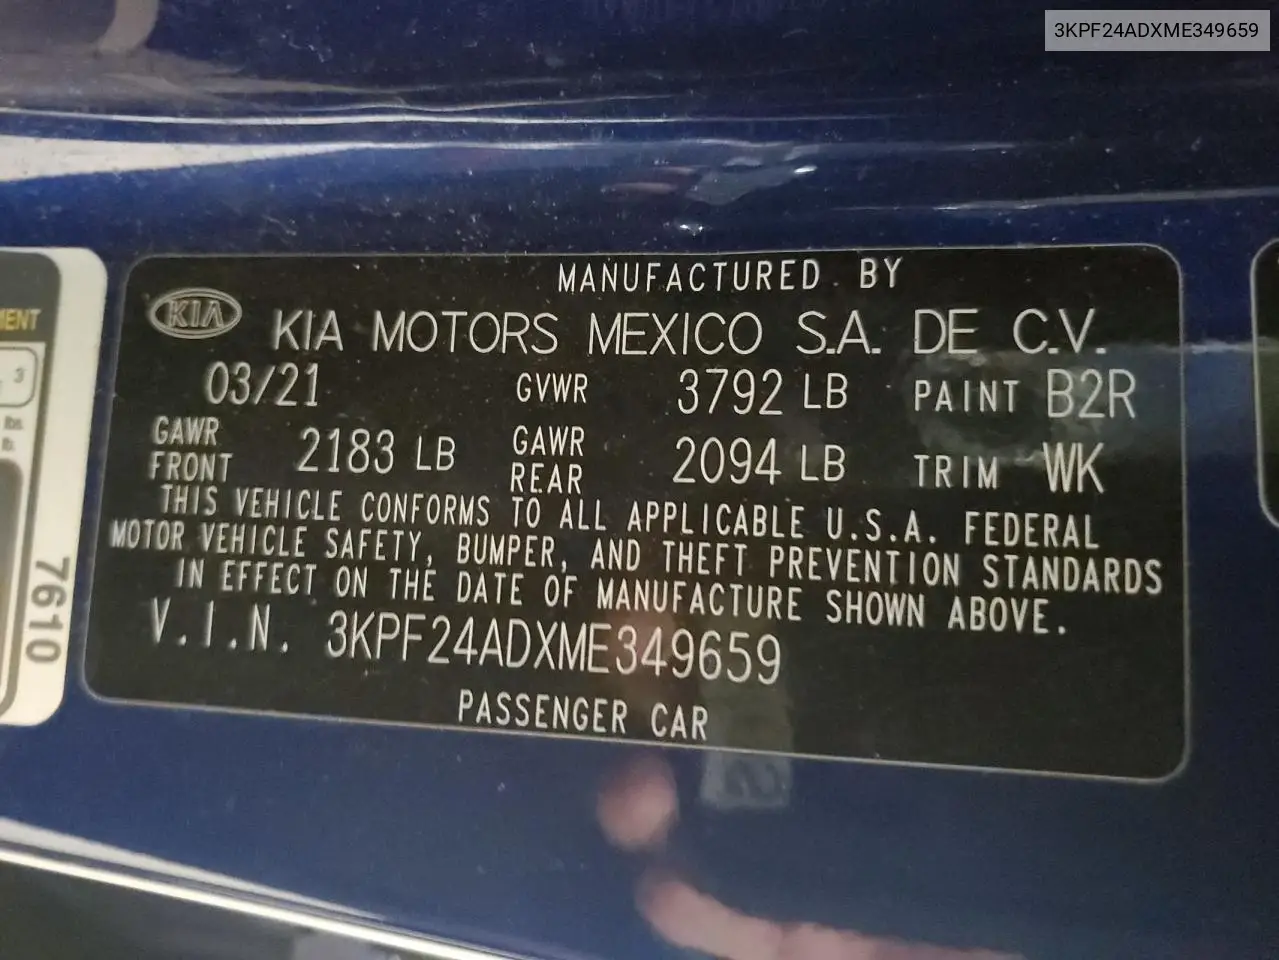 3KPF24ADXME349659
MANUFACTURED BY
KIA KIA MOTORS MEXICO S.A. DE C.V.
03/21 GVWR 3792 LB PAINT B2R
GAWR FRONT 2183 LB GAWR REAR 2094 LB TRIM WK
THIS VEHICLE CONFORMS TO ALL APPLICABLE U.S.A. FEDERAL
MOTOR VEHICLE SAFETY, BUMPER, AND THEFT PREVENTION STANDARDS
IN EFFECT ON THE DATE OF MANUFACTURE SHOWN ABOVE.
V.I.N. 3KPF24ADXME349659
PASSENGER CAR
3
lbs.
7610